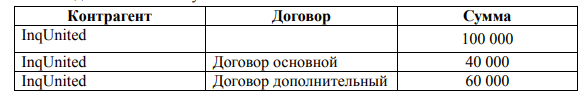 Контрагент Договор Сумма
InqUnited 100 000
InqUnited Договор основной 40 000
InqUnited Договор дополнительный 60 000